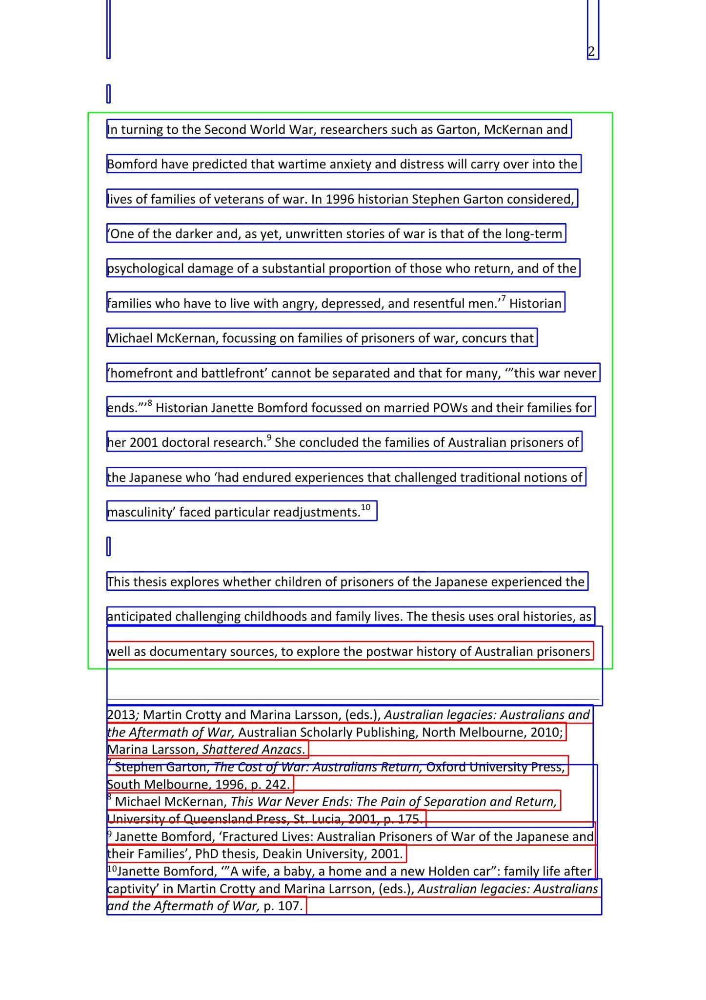 2
In turning to the Second World War, researchers such as Garton, McKernan and
Bomford have predicted that wartime anxiety and distress will carry over into the
lives of families of veterans of war. In 1996 historian Stephen Garton considered,
‘One of the darker and, as yet, unwritten stories of war is that of the long-term
psychological damage of a substantial proportion of those who return, and of the
families who have to live with angry, depressed, and resentful men.’⁷ Historian
Michael McKernan, focussing on families of prisoners of war, concurs that
‘homefront and battlefront’ cannot be separated and that for many, ‘”this war never
ends.”’⁸ Historian Janette Bomford focussed on married POWs and their families for
her 2001 doctoral research.⁹ She concluded the families of Australian prisoners of
the Japanese who ‘had endured experiences that challenged traditional notions of
masculinity’ faced particular readjustments.¹⁰
This thesis explores whether children of prisoners of the Japanese experienced the
anticipated challenging childhoods and family lives. The thesis uses oral histories, as
well as documentary sources, to explore the postwar history of Australian prisoners
2013; Martin Crotty and Marina Larsson, (eds.), Australian legacies: Australians and
the Aftermath of War, Australian Scholarly Publishing, North Melbourne, 2010;
Marina Larsson, Shattered Anzacs.
⁷ Stephen Garton, The Cost of War: Australians Return, Oxford University Press,
South Melbourne, 1996, p. 242.
⁸ Michael McKernan, This War Never Ends: The Pain of Separation and Return,
University of Queensland Press, St. Lucia, 2001, p. 175.
⁹ Janette Bomford, ‘Fractured Lives: Australian Prisoners of War of the Japanese and
their Families’, PhD thesis, Deakin University, 2001.
¹⁰Janette Bomford, ‘”A wife, a baby, a home and a new Holden car”: family life after
captivity’ in Martin Crotty and Marina Larrson, (eds.), Australian legacies: Australians
and the Aftermath of War, p. 107.